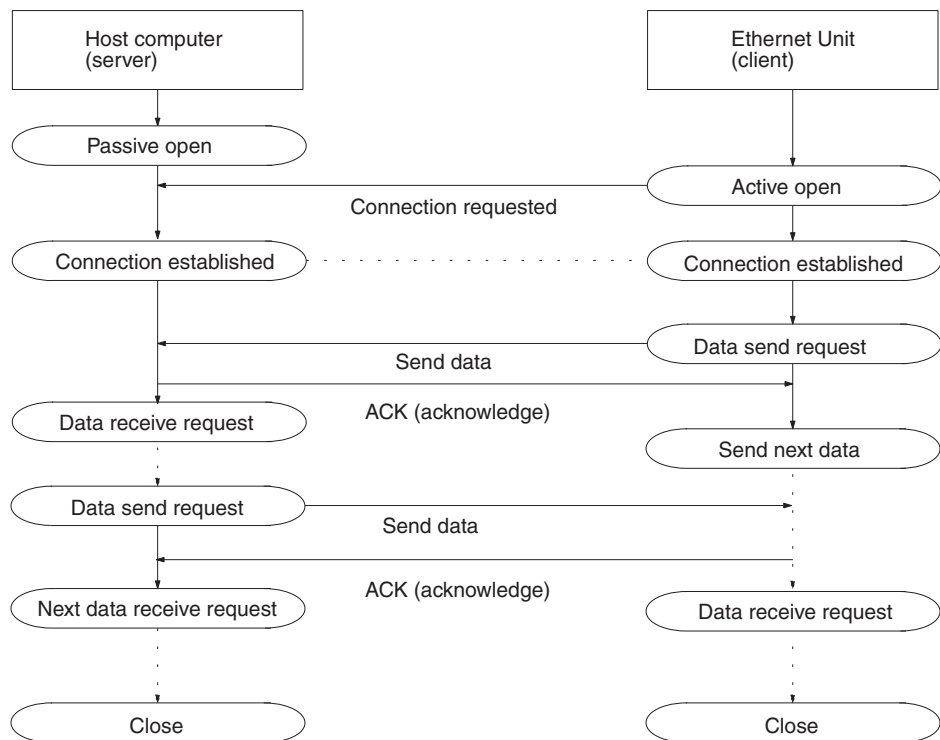 Host computer
(server)
Ethernet Unit
(client)
Passive open
Active open
Connection requested
Connection established
Connection established
Data send request
Send data
ACK (acknowledge)
Data receive request
Send next data
Data send request
Send data
ACK (acknowledge)
Next data receive request
Data receive request
Close
Close